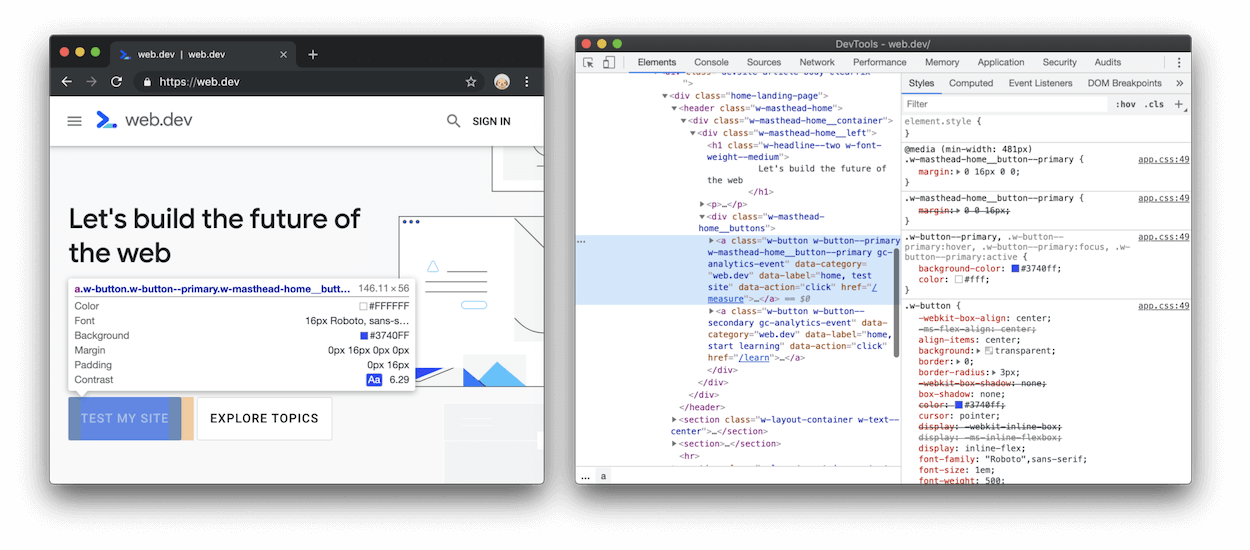 web.dev | web.dev
https://web.dev
web.dev
SIGN IN
Let's build the future of
the web
a.w-button.w-button--primary.w-masthead-home__butt… 146.11 × 56
Color #FFFFFF
Font 16px Roboto, sans-s…
Background #3740FF
Margin 0px 16px 0px 0px
Padding 0px 16px
Contrast Aa 6.29
TEST MY SITE
EXPLORE TOPICS
DevTools - web.dev/
Elements Console Sources Network Performance Memory Application Security Audits
">
<div class="home-landing-page">
<header class="w-masthead-home">
<div class="w-masthead-home__container">
<div class="w-masthead-home__left">
<h1 class="w-headline--two w-font-
weight--medium">
Let's build the future of
the web
</h1>
<p>…</p>
<div class="w-masthead-
home__buttons">
<a class="w-button w-button--primary
w-masthead-home__button--primary gc-
analytics-event" data-category=
"web.dev" data-label="home, test
site" data-action="click" href="/
measure">…</a> == $0
<a class="w-button w-button--
secondary gc-analytics-event" data-
category="web.dev" data-label="home,
start learning" data-action="click"
href="/learn">…</a>
</div>
</div>
</div>
</header>
<section class="w-layout-container w-text--
center">…</section>
<section>…</section>
<hr>
... a
Styles Computed Event Listeners DOM Breakpoints »
Filter :hov .cls +
element.style {
}
@media (min-width: 481px)
.w-masthead-home__button--primary { app.css:49
margin: 0 16px 0 0;
}
.w-masthead-home__button--primary { app.css:49
margin: 0 0 16px;
}
.w-button--primary, .w-button-- app.css:49
primary:hover, .w-button--primary:focus, .w-
button--primary:active {
background-color: #3740ff;
color: #fff;
}
.w-button { app.css:49
-webkit-box-align: center;
-ms-flex-align: center;
align-items: center;
background: transparent;
border: 0;
border-radius: 3px;
-webkit-box-shadow: none;
box-shadow: none;
color: #3740ff;
cursor: pointer;
display: -webkit-inline-box;
display: -ms-inline-flexbox;
display: inline-flex;
font-family: "Roboto",sans-serif;
font-size: 1em;
font-weight: 500;